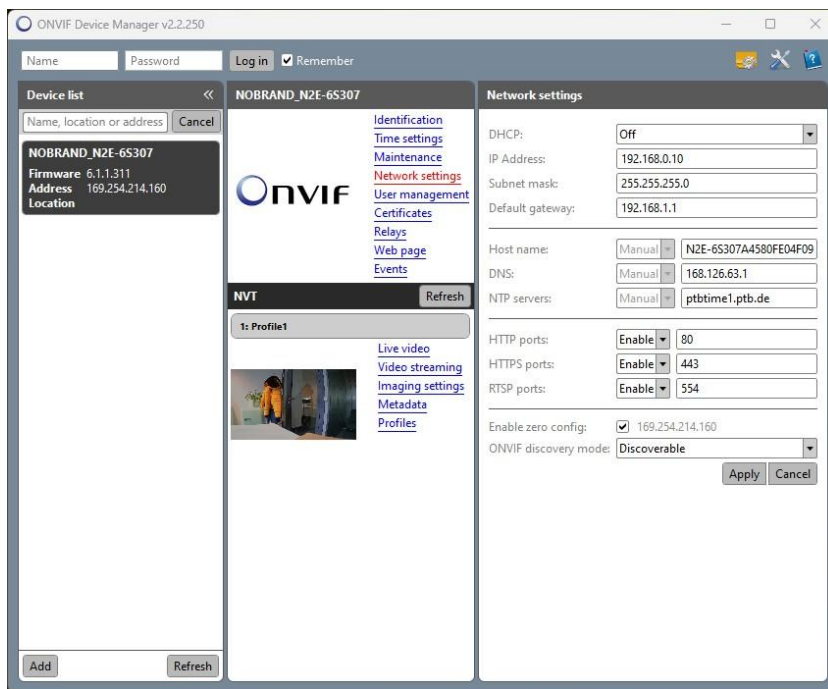 ONVIF Device Manager v2.2.250
Name Password Log in Remember
Device list «
Name, location or address Cancel
NOBRAND_N2E-6S307
Firmware 6.1.1.311
Address 169.254.214.160
Location
Add Refresh
NOBRAND_N2E-6S307
ONVIF
Identification
Time settings
Maintenance
Network settings
User management
Certificates
Relays
Web page
Events
NVT Refresh
1: Profile1
Live video
Video streaming
Imaging settings
Metadata
Profiles
Network settings
DHCP: Off
IP Address: 192.168.0.10
Subnet mask: 255.255.255.0
Default gateway: 192.168.1.1
Host name: Manual N2E-6S307A4580FE04F09
DNS: Manual 168.126.63.1
NTP servers: Manual ptbtime1.ptb.de
HTTP ports: Enable 80
HTTPS ports: Enable 443
RTSP ports: Enable 554
Enable zero config: 169.254.214.160
ONVIF discovery mode: Discoverable
Apply Cancel